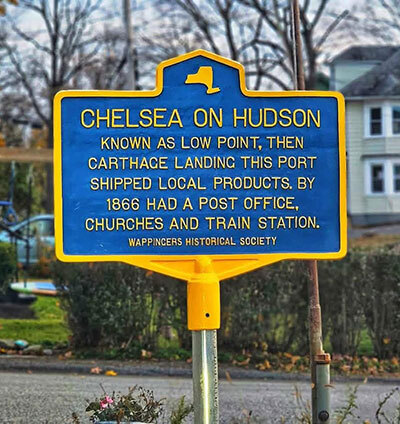 CHELSEA ON HUDSON
KNOWN AS LOW POINT, THEN
CARTHAGE LANDING THIS PORT
SHIPPED LOCAL PRODUCTS. BY
1866 HAD A POST OFFICE,
CHURCHES AND TRAIN STATION.
WAPPINGERS HISTORICAL SOCIETY